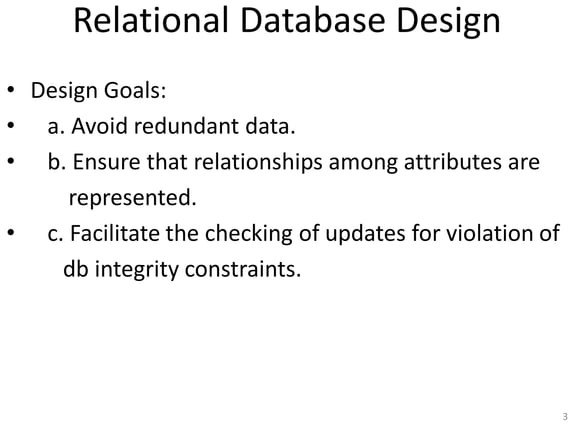 Relational Database Design
• Design Goals:
• a. Avoid redundant data.
• b. Ensure that relationships among attributes are
represented.
• c. Facilitate the checking of updates for violation of
db integrity constraints.
3